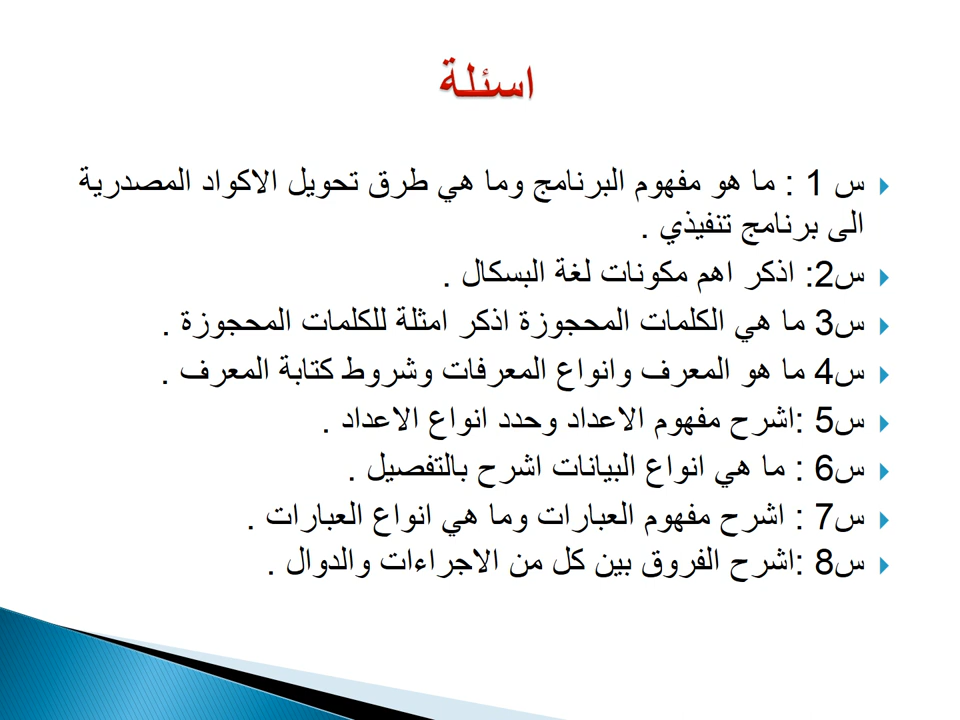 اسئلة
س 1 : ما هو مفهوم البرنامج وما هي طرق تحويل الاكواد المصدرية
الى برنامج تنفيذي .
س2: اذكر اهم مكونات لغة البسكال .
س3 ما هي الكلمات المحجوزة اذكر امثلة للكلمات المحجوزة .
س4 ما هو المعرف وانواع المعرفات وشروط كتابة المعرف .
س5 :اشرح مفهوم الاعداد وحدد انواع الاعداد .
س6 : ما هي انواع البيانات اشرح بالتفصيل .
س7 : اشرح مفهوم العبارات وما هي انواع العبارات .
س8 :اشرح الفروق بين كل من الاجراءات والدوال .